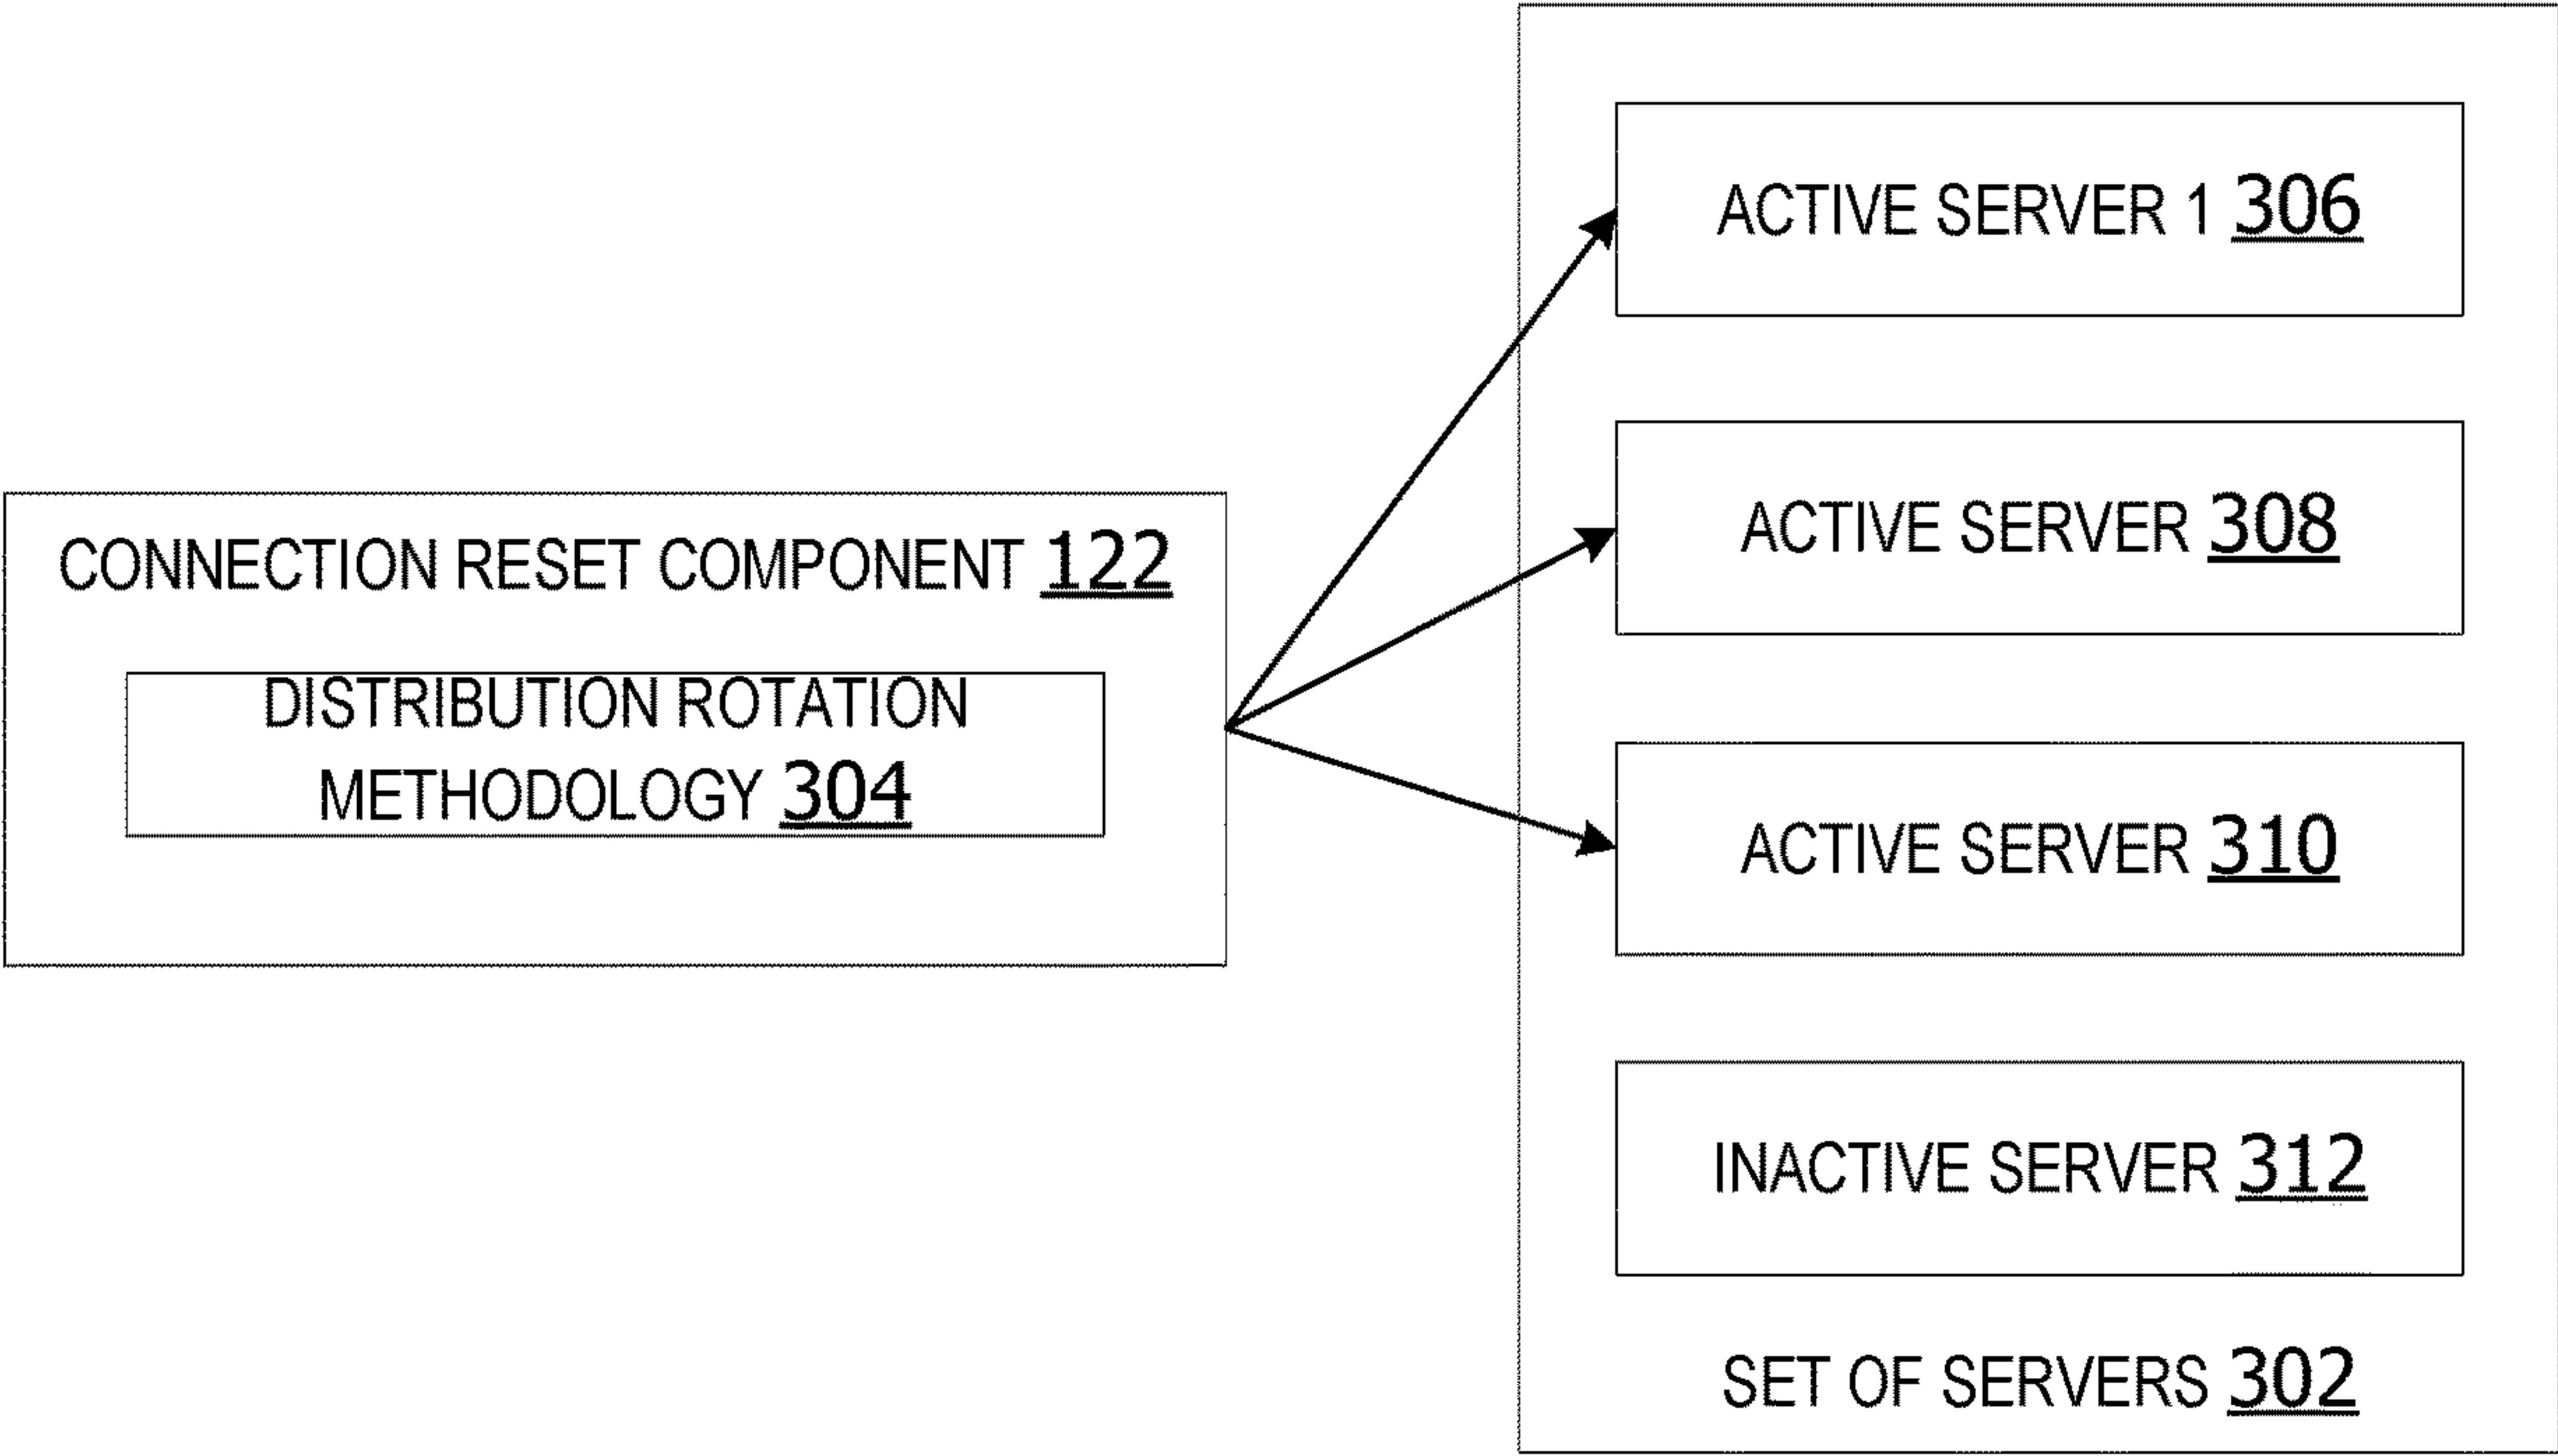 CONNECTION RESET COMPONENT 122
DISTRIBUTION ROTATION
METHODOLOGY 304
ACTIVE SERVER 1 306
ACTIVE SERVER 308
ACTIVE SERVER 310
INACTIVE SERVER 312
SET OF SERVERS 302